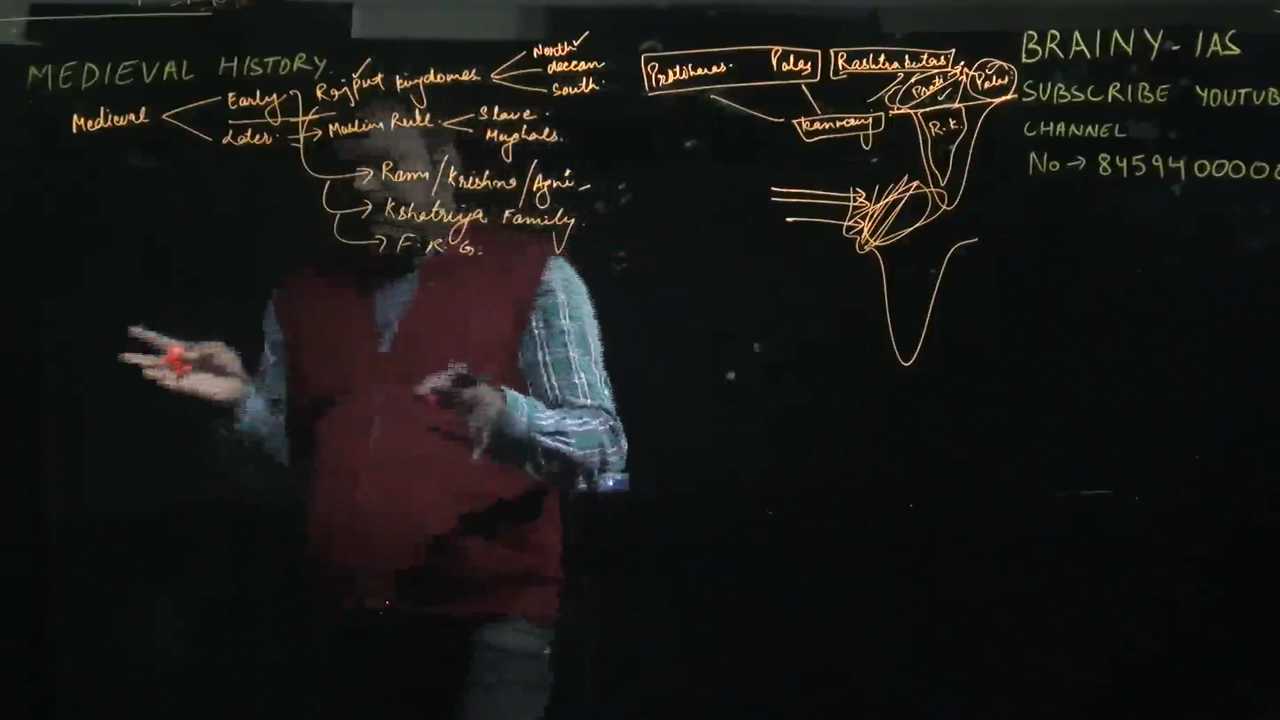 MEDIEVAL HISTORY
Medieval
Early
Later
Rajput kingdoms
North
deccan
South
Muslim Rule
Slave
Mughals
Ram/Krishna/Agni
Kshatriya Family
F. R. G.
Pratiharas Palas
Rashtrakutas
kannauj
Prati
Palas
R.K.
BRAINY-IAS
SUBSCRIBE YOUTUB
CHANNEL
No → 845940000